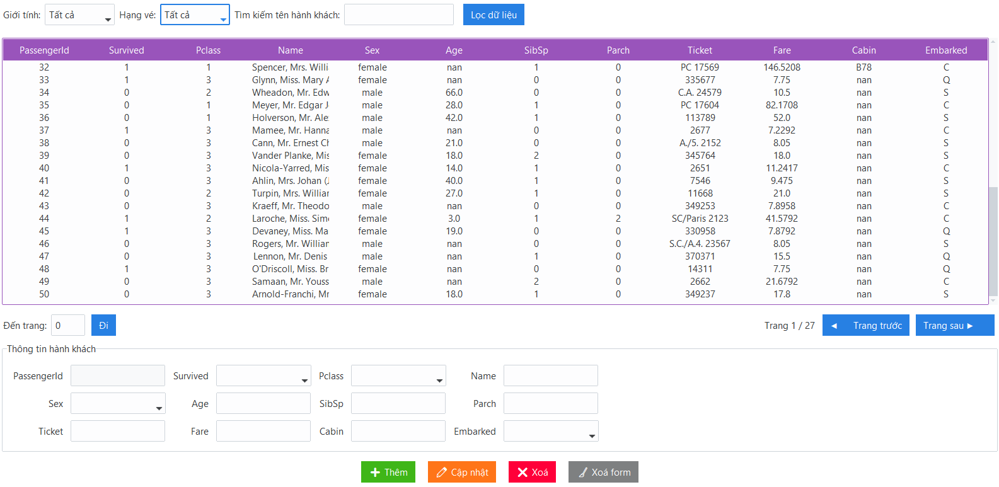 Giới tính: Tất cả Hạng vé: Tất cả Tìm kiếm tên hành khách: Lọc dữ liệu
PassengerId Survived Pclass Name Sex Age SibSp Parch Ticket Fare Cabin Embarked
32 1 1 Spencer, Mrs. Willi female nan 1 0 PC 17569 146.5208 B78 C
33 1 3 Glynn, Miss. Mary A female nan 0 0 335677 7.75 nan Q
34 0 2 Wheadon, Mr. Edw male 66.0 0 0 C.A. 24579 10.5 nan S
35 0 1 Meyer, Mr. Edgar J male 28.0 1 0 PC 17604 82.1708 nan C
36 0 1 Holverson, Mr. Alex male 42.0 1 0 113789 52.0 nan S
37 1 3 Mamee, Mr. Hanna male nan 0 0 2677 7.2292 nan C
38 0 3 Cann, Mr. Ernest Ch male 21.0 0 0 A./5. 2152 8.05 nan S
39 0 3 Vander Planke, Mis female 18.0 2 0 345764 18.0 nan S
40 1 3 Nicola-Yarred, Mis female 14.0 1 0 2651 11.2417 nan C
41 0 3 Ahlin, Mrs. Johan (J female 40.0 1 0 7546 9.475 nan S
42 0 2 Turpin, Mrs. Willian female 27.0 1 0 11668 21.0 nan S
43 0 3 Kraeff, Mr. Theodo male nan 0 0 349253 7.8958 nan C
44 1 2 Laroche, Miss. Simo female 3.0 1 2 SC/Paris 2123 41.5792 nan C
45 1 3 Devaney, Miss. Ma female 19.0 0 0 330958 7.8792 nan Q
46 0 3 Rogers, Mr. Willian male nan 0 0 S.C./A.4. 23567 8.05 nan S
47 0 3 Lennon, Mr. Denis male nan 1 0 370371 15.5 nan Q
48 1 3 O'Driscoll, Miss. Br female nan 0 0 14311 7.75 nan Q
49 0 3 Samaan, Mr. Youss male nan 2 0 2662 21.6792 nan C
50 0 3 Arnold-Franchi, Mr female 18.0 1 0 349237 17.8 nan S
Đến trang: 0 Đi Trang 1 / 27 ◄ Trang trước Trang sau ►
Thông tin hành khách
PassengerId Survived Pclass Name
Sex Age SibSp Parch
Ticket Fare Cabin Embarked
Thêm Cập nhật Xoá Xoá form